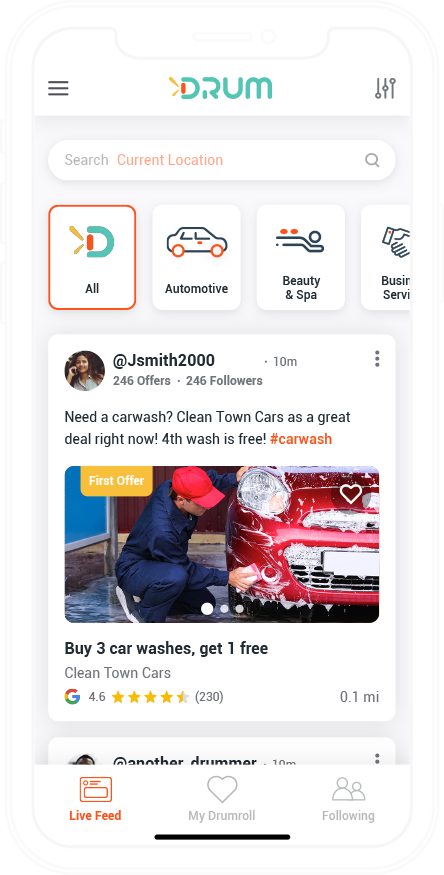 DRUM
Search Current Location
All
Automotive
Beauty
& Spa
@Jsmith2000 · 10m
246 Offers · 246 Followers
Need a carwash? Clean Town Cars as a great
deal right now! 4th wash is free! #carwash
First Offer
Buy 3 car washes, get 1 free
Clean Town Cars
4.6 (230) 0.1 mi
@another_drummer · 10m
Live Feed
My Drumroll
Following